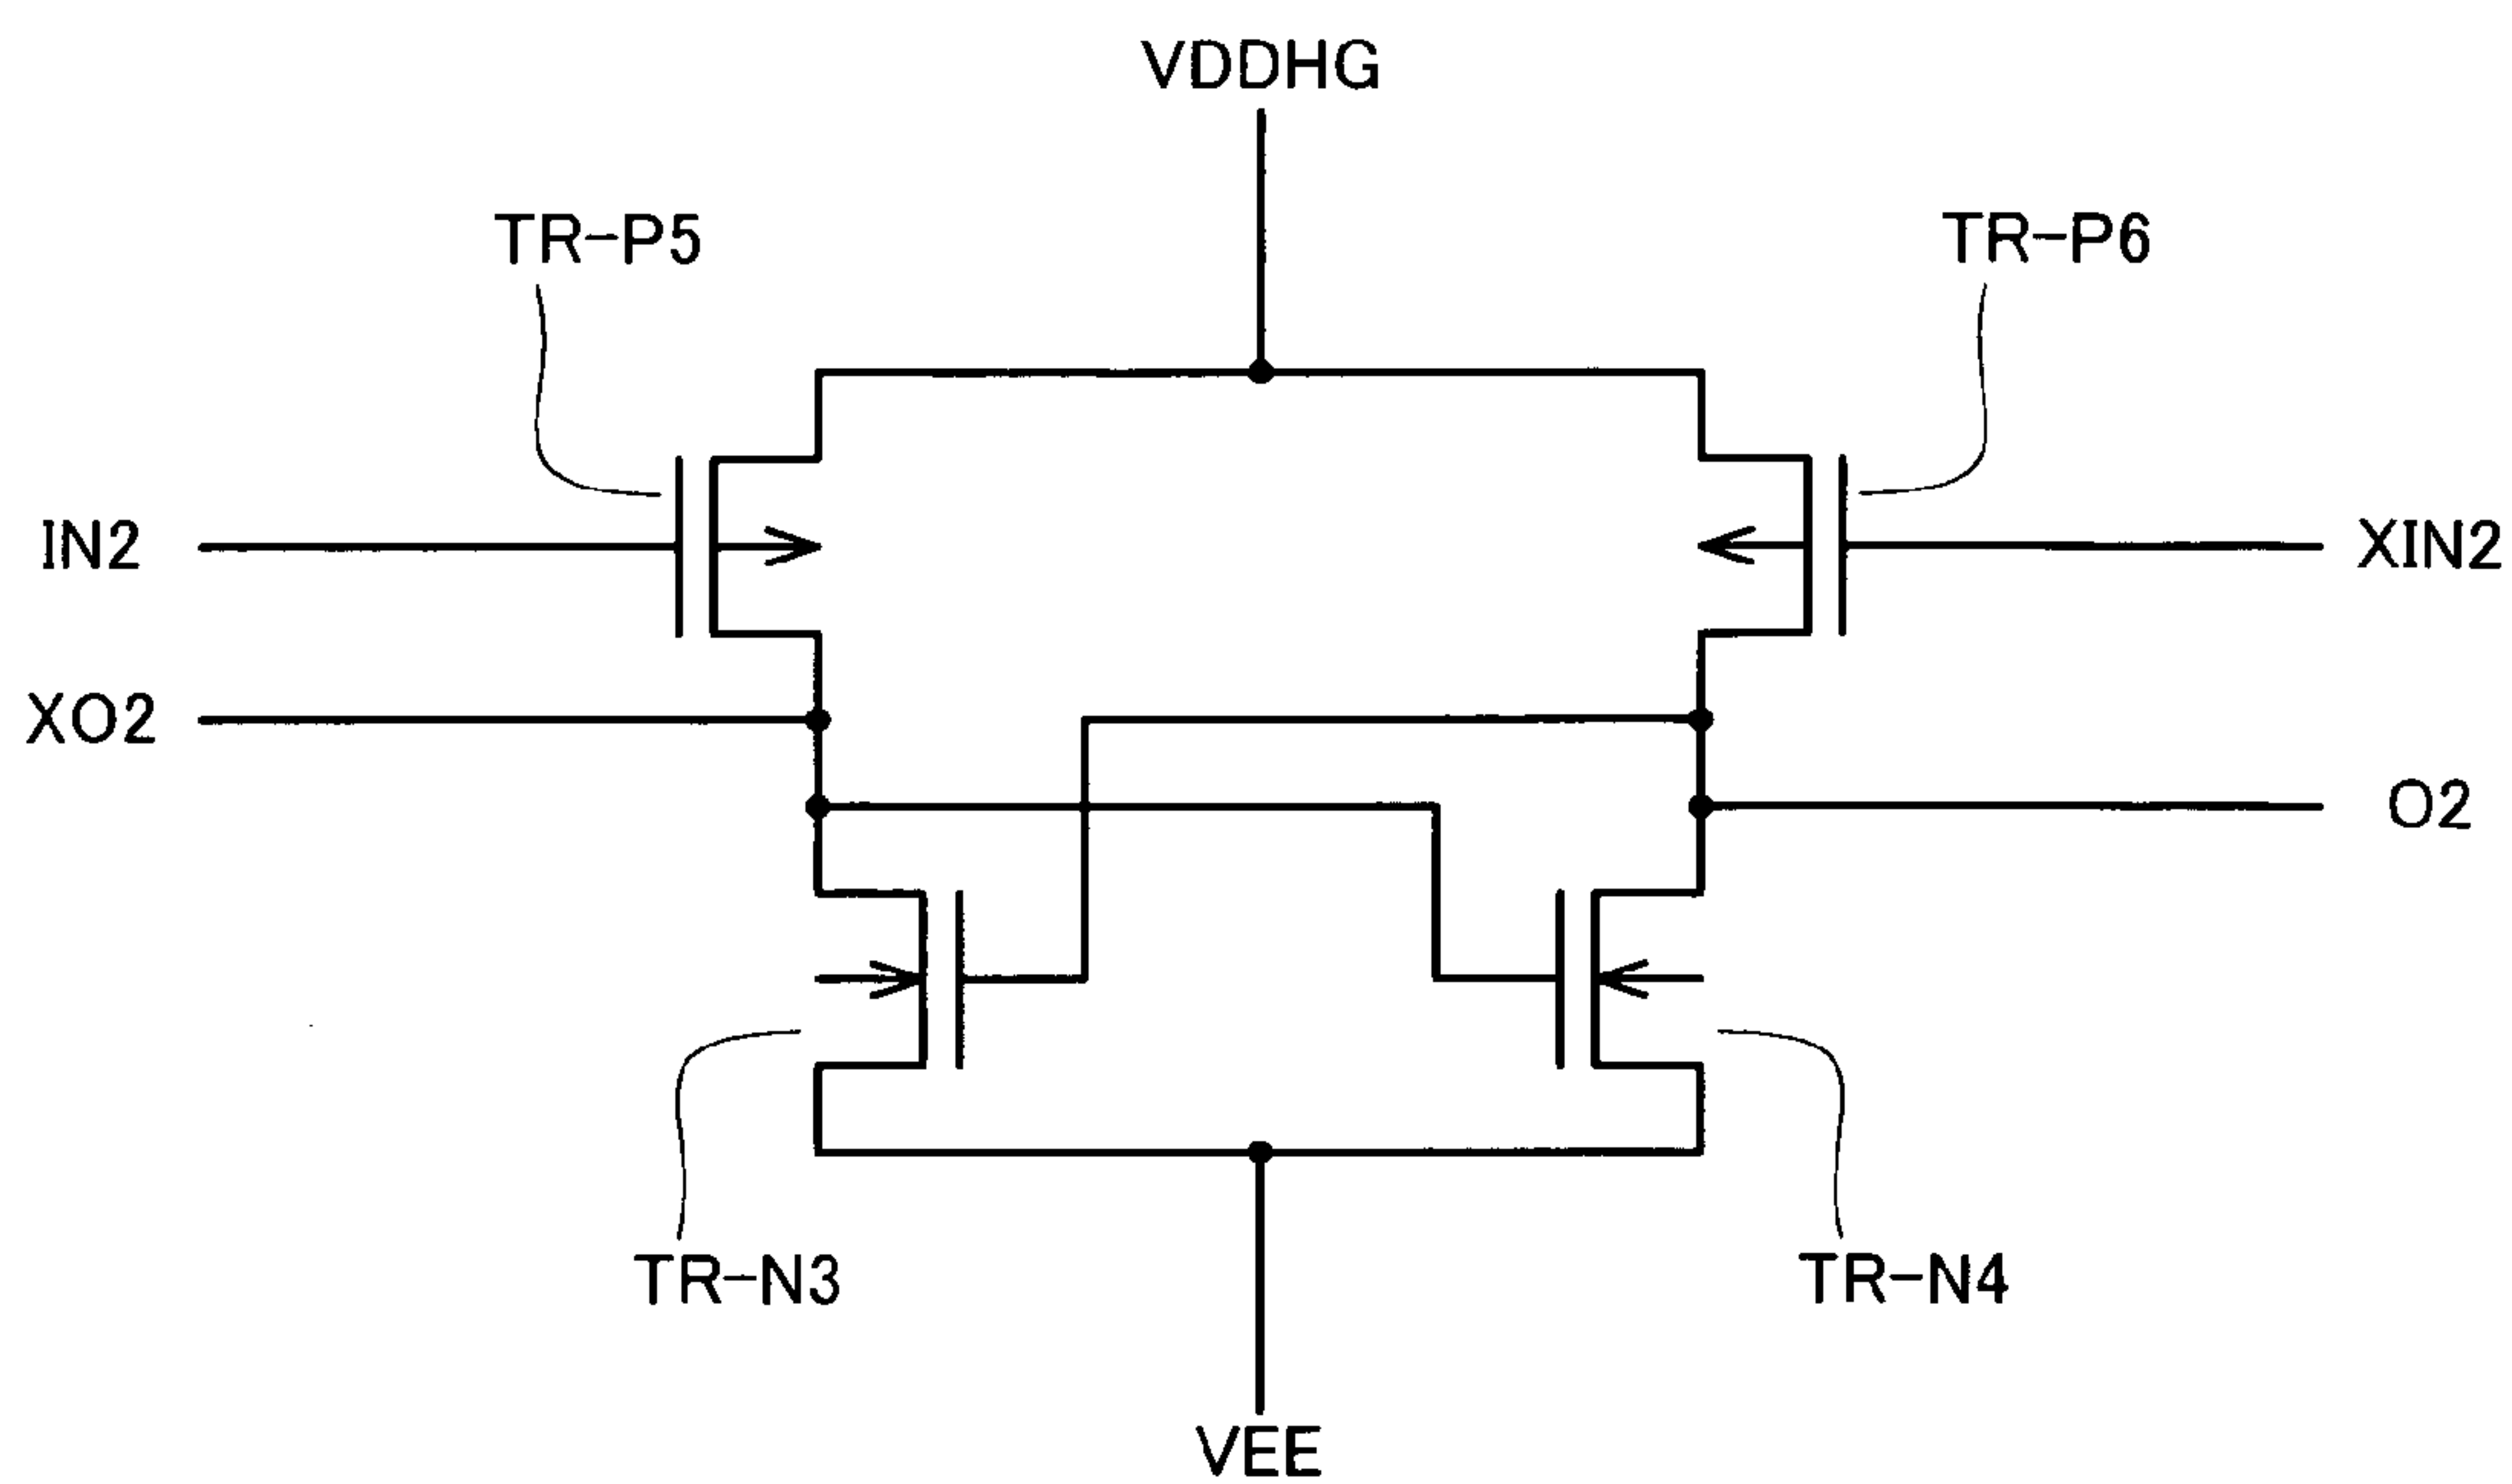 VDDHG
TR-P5
TR-P6
IN2
XIN2
XO2
O2
TR-N3
TR-N4
VEE